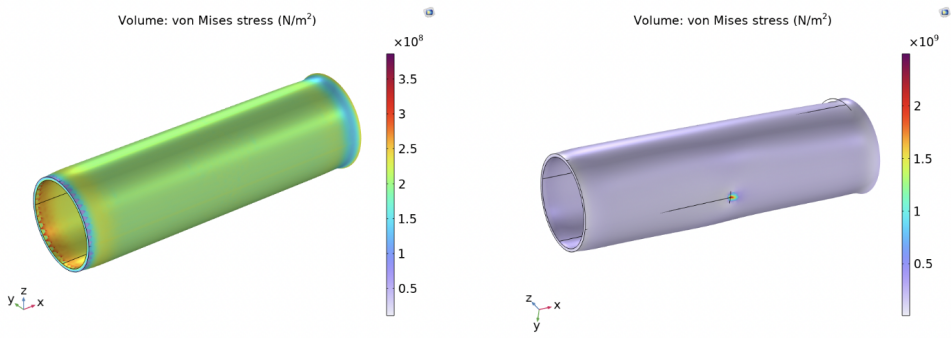 Volume: von Mises stress (N/m²)
×10⁸
3.5
3
2.5
2
1.5
1
0.5
z
y
x
Volume: von Mises stress (N/m²)
×10⁹
2
1.5
1
0.5
z
x
y